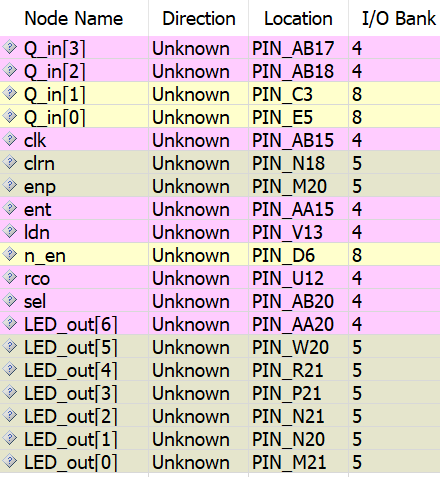 Node Name Direction Location I/O Bank
Q_in[3] Unknown PIN_AB17 4
Q_in[2] Unknown PIN_AB18 4
Q_in[1] Unknown PIN_C3 8
Q_in[0] Unknown PIN_E5 8
clk Unknown PIN_AB15 4
clrn Unknown PIN_N18 5
enp Unknown PIN_M20 5
ent Unknown PIN_AA15 4
ldn Unknown PIN_V13 4
n_en Unknown PIN_D6 8
rco Unknown PIN_U12 4
sel Unknown PIN_AB20 4
LED_out[6] Unknown PIN_AA20 4
LED_out[5] Unknown PIN_W20 5
LED_out[4] Unknown PIN_R21 5
LED_out[3] Unknown PIN_P21 5
LED_out[2] Unknown PIN_N21 5
LED_out[1] Unknown PIN_N20 5
LED_out[0] Unknown PIN_M21 5